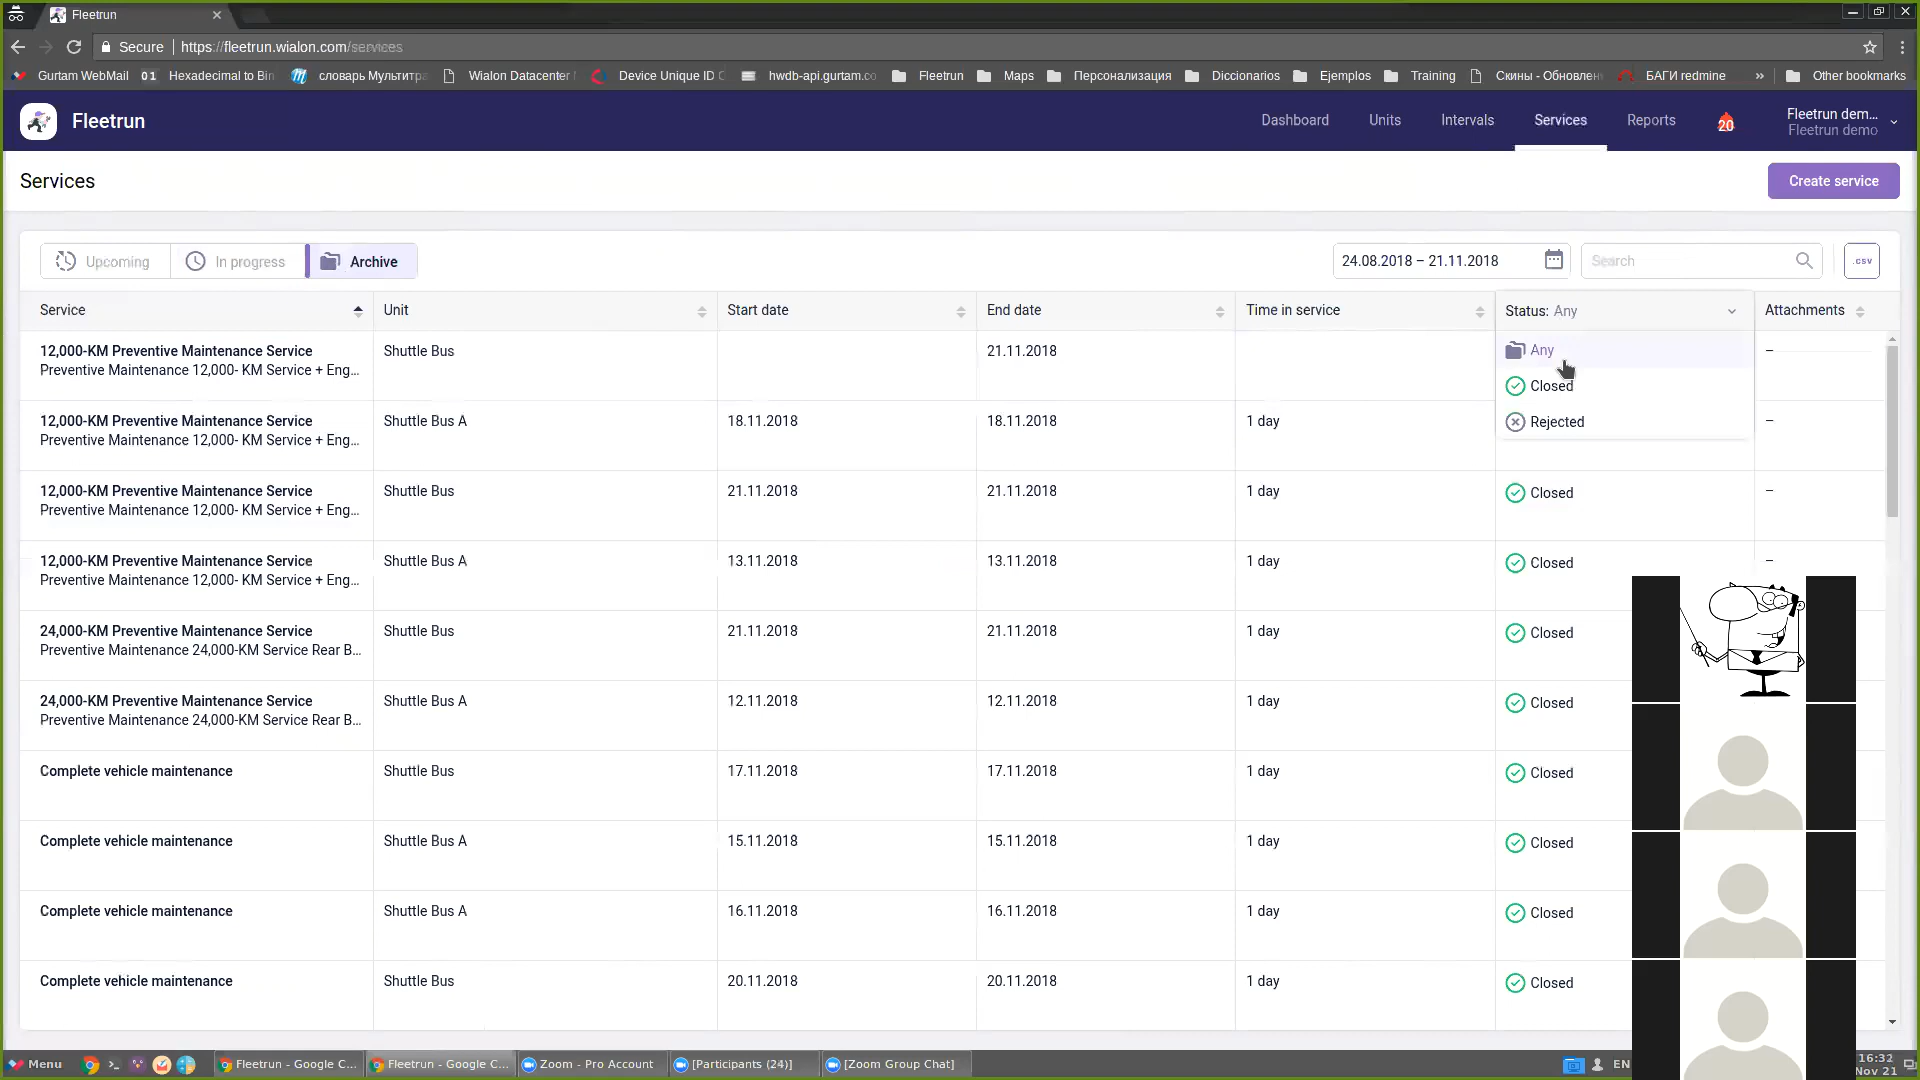 Fleetrun
Secure https://fleetrun.wialon.com/services
Gurtam WebMail 01 Hexadecimal to Bin словарь Мультитра Wialon Datacenter Device Unique ID hwdb-api.gurtam.co Fleetrun Maps Персонализация Diccionarios Ejemplos Training Скины - Обновлен БАГИ redmine » Other bookmarks
Fleetrun Dashboard Units Intervals Services Reports 20 Fleetrun dem...
Fleetrun demo
Services Create service
Upcoming In progress Archive 24.08.2018 – 21.11.2018 Search .csv
Service Unit Start date End date Time in service Status: Any Attachments
12,000-KM Preventive Maintenance Service Shuttle Bus 21.11.2018 Any –
Preventive Maintenance 12,000- KM Service + Eng...
Closed
12,000-KM Preventive Maintenance Service Shuttle Bus A 18.11.2018 18.11.2018 1 day Rejected –
Preventive Maintenance 12,000- KM Service + Eng...
12,000-KM Preventive Maintenance Service Shuttle Bus 21.11.2018 21.11.2018 1 day Closed –
Preventive Maintenance 12,000- KM Service + Eng...
12,000-KM Preventive Maintenance Service Shuttle Bus A 13.11.2018 13.11.2018 1 day Closed –
Preventive Maintenance 12,000- KM Service + Eng...
24,000-KM Preventive Maintenance Service Shuttle Bus 21.11.2018 21.11.2018 1 day Closed
Preventive Maintenance 24,000-KM Service Rear B...
24,000-KM Preventive Maintenance Service Shuttle Bus A 12.11.2018 12.11.2018 1 day Closed
Preventive Maintenance 24,000-KM Service Rear B...
Complete vehicle maintenance Shuttle Bus 17.11.2018 17.11.2018 1 day Closed
Complete vehicle maintenance Shuttle Bus A 15.11.2018 15.11.2018 1 day Closed
Complete vehicle maintenance Shuttle Bus A 16.11.2018 16.11.2018 1 day Closed
Complete vehicle maintenance Shuttle Bus 20.11.2018 20.11.2018 1 day Closed
Menu Fleetrun - Google C... Fleetrun - Google C... Zoom - Pro Account [Participants (24)] [Zoom Group Chat] EN 16:32
Nov 21